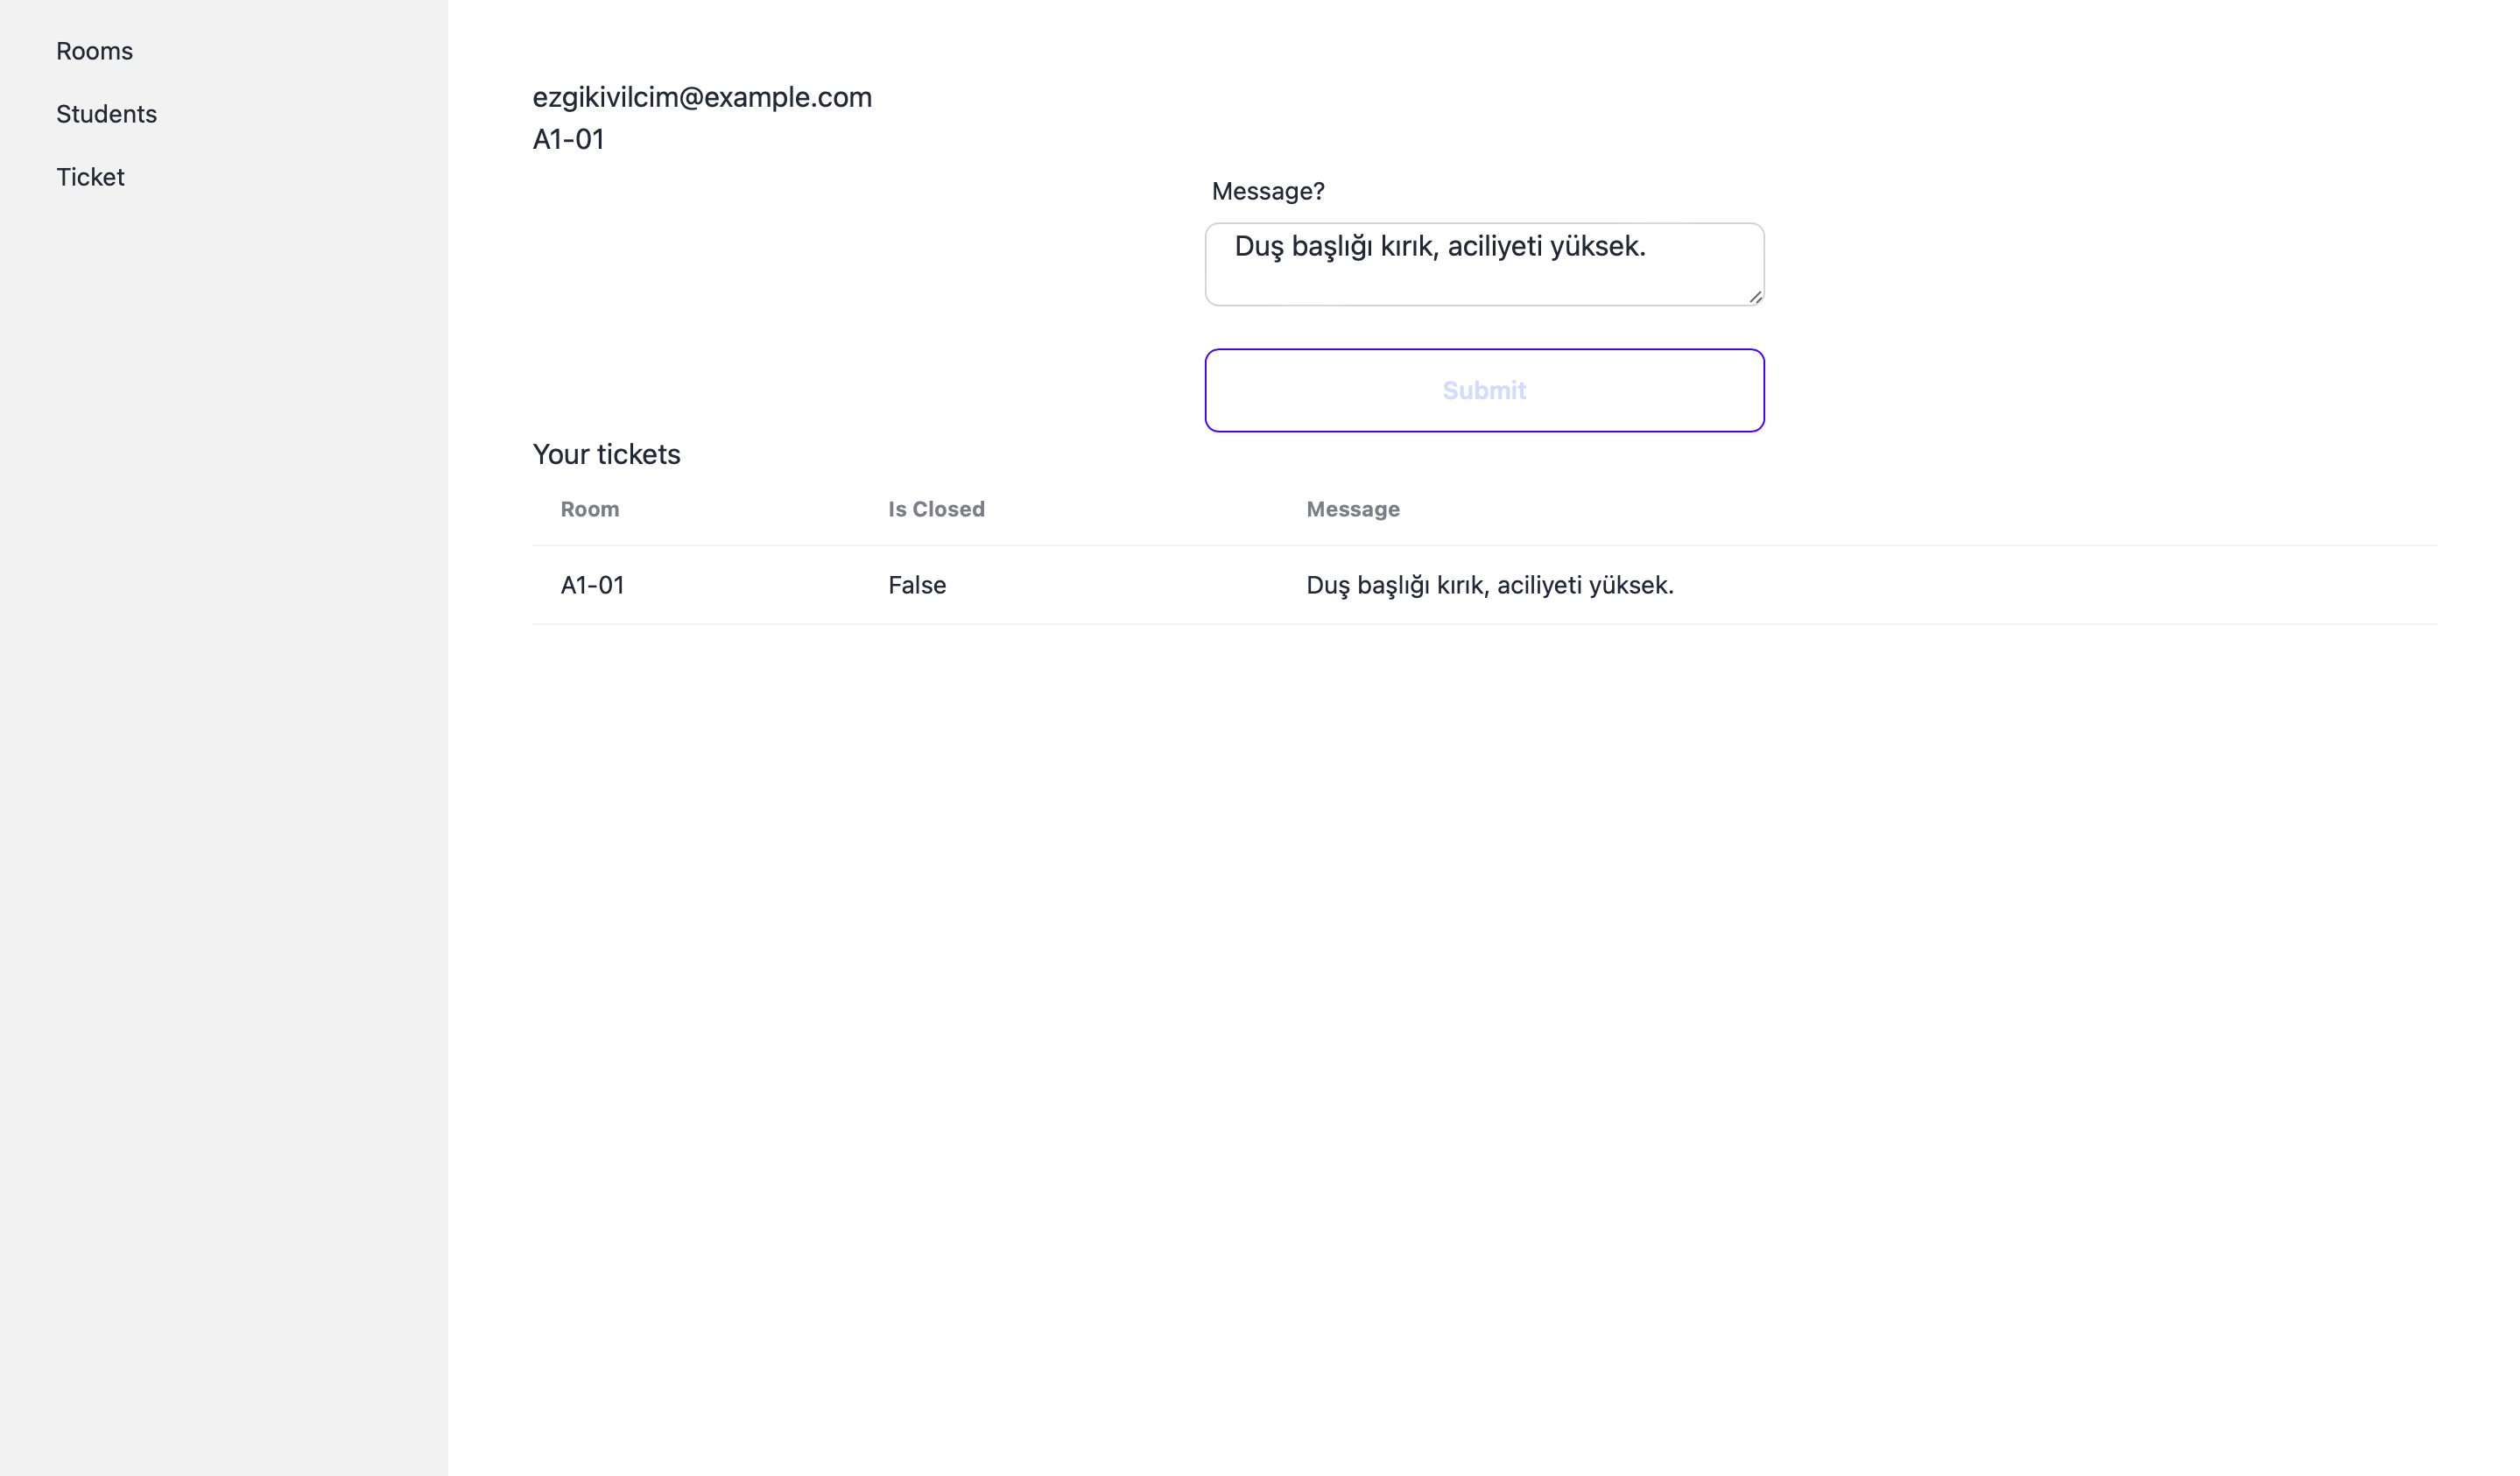 Rooms
Students
Ticket
ezgikivilcim@example.com
A1-01
Message?
Duş başlığı kırık, aciliyeti yüksek.
Submit
Your tickets
Room Is Closed Message
A1-01 False Duş başlığı kırık, aciliyeti yüksek.